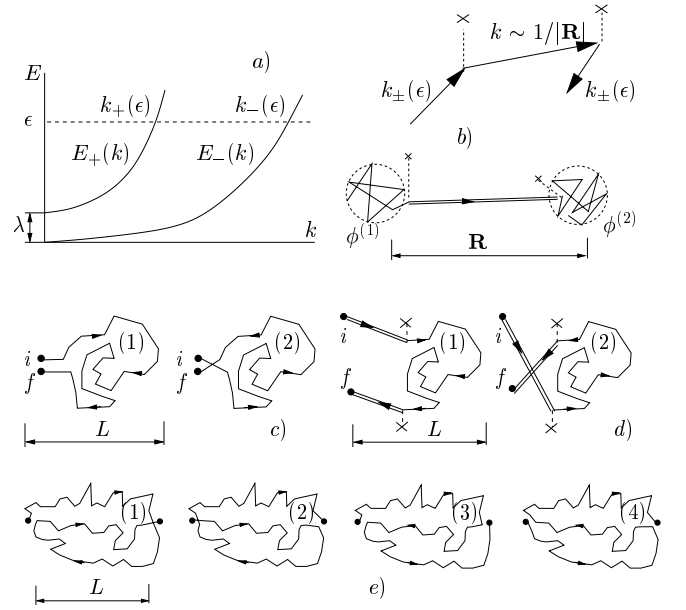 a)
E
ϵ
k₊(ϵ)
k₋(ϵ)
E₊(k)
E₋(k)
λ
k
k ∼ 1/|R|
k±(ϵ)
k±(ϵ)
b)
ϕ⁽¹⁾
ϕ⁽²⁾
R
i
f
(1)
L
i
f
(2)
c)
i
f
(1)
L
i
f
(2)
d)
(1)
(2)
(3)
(4)
L
e)